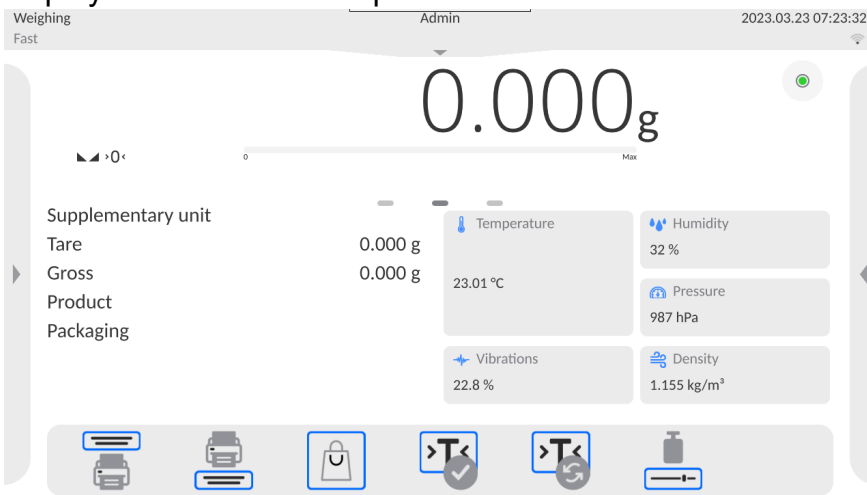 Weighing Admin 2023.03.23 07:23:32
Fast
0.000g
>0<
0 Max
Supplementary unit
Tare 0.000 g
Gross 0.000 g
Product
Packaging
Temperature
23.01 °C
Humidity
32 %
Pressure
987 hPa
Vibrations
22.8 %
Density
1.155 kg/m³
>T< >T<